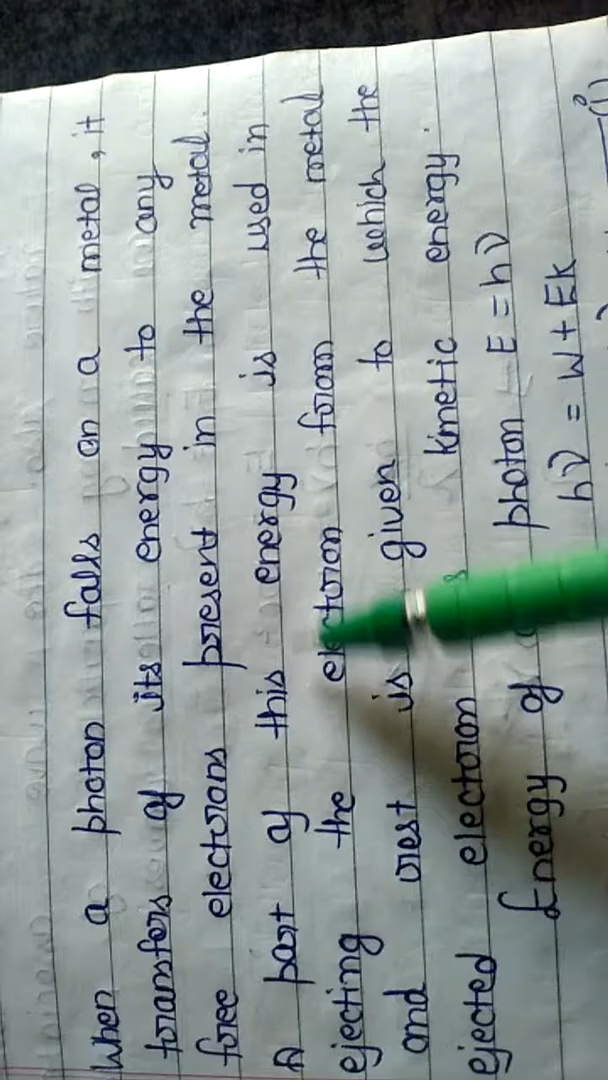 When a photon falls on a metal, it
transfers of its energy to any
free electrons present in the metal.
A part of this energy is used in
ejecting the electron from the metal
and rest is given to which the
ejected electron kinetic energy.
Energy of photon E = hν
hν = W + EK
(i)